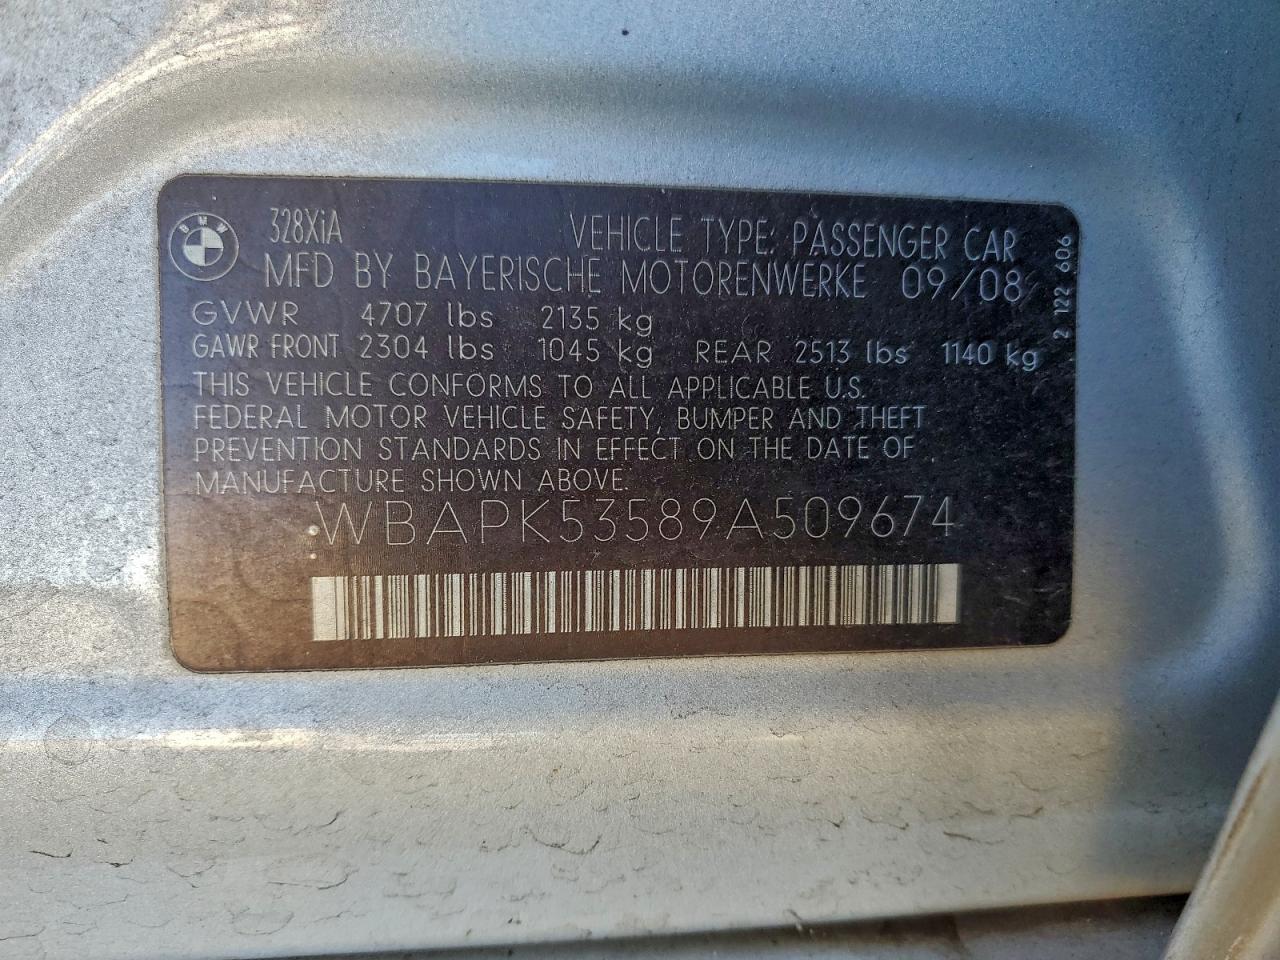 BMW
328XiA VEHICLE TYPE: PASSENGER CAR
MFD BY BAYERISCHE MOTORENWERKE 09/08
GVWR 4707 lbs 2135 kg
GAWR FRONT 2304 lbs 1045 kg REAR 2513 lbs 1140 kg
THIS VEHICLE CONFORMS TO ALL APPLICABLE U.S.
FEDERAL MOTOR VEHICLE SAFETY, BUMPER AND THEFT
PREVENTION STANDARDS IN EFFECT ON THE DATE OF
MANUFACTURE SHOWN ABOVE.
WBAPK53589A509674
2 122 606